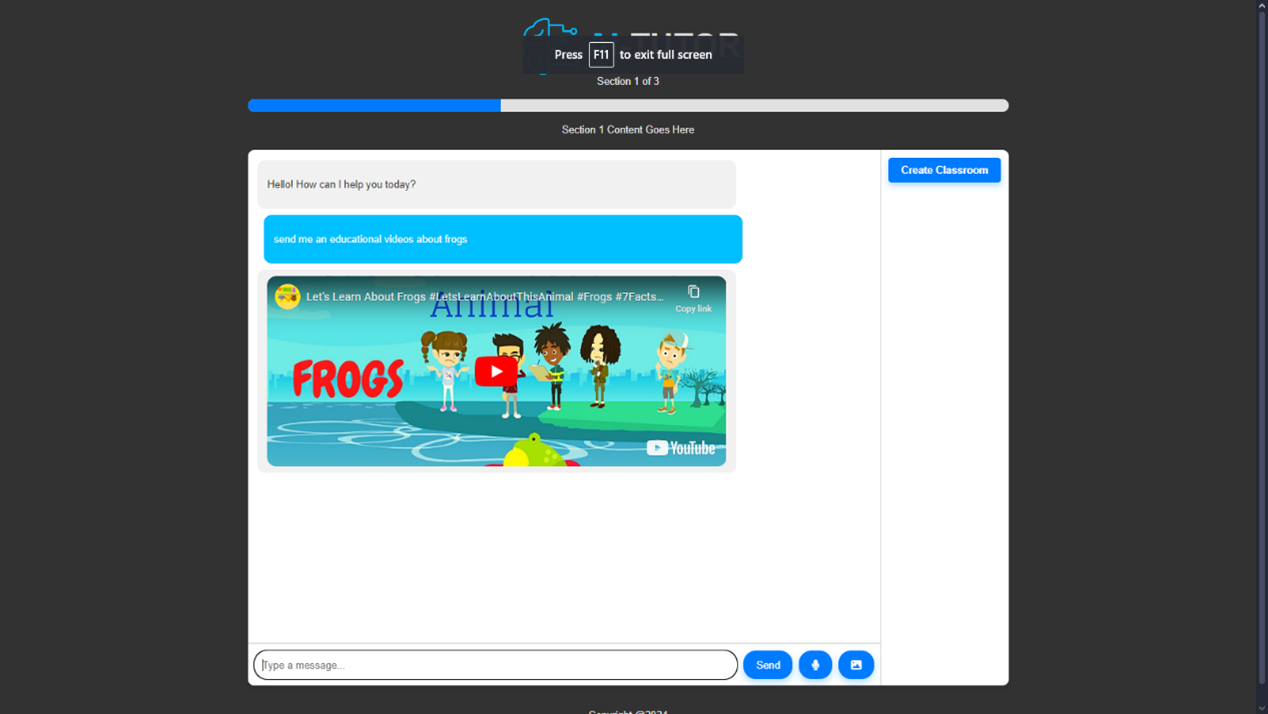 TUTOR
Press F11 to exit full screen
Section 1 of 3
Section 1 Content Goes Here
Create Classroom
Hello! How can I help you today?
send me an educational videos about frogs
Let's Learn About Frogs #LetsLearnAboutThisAnimal #Frogs #7Facts...
Copy link
Animal
FROGS
YouTube
Type a message...
Send
Copyright @2024